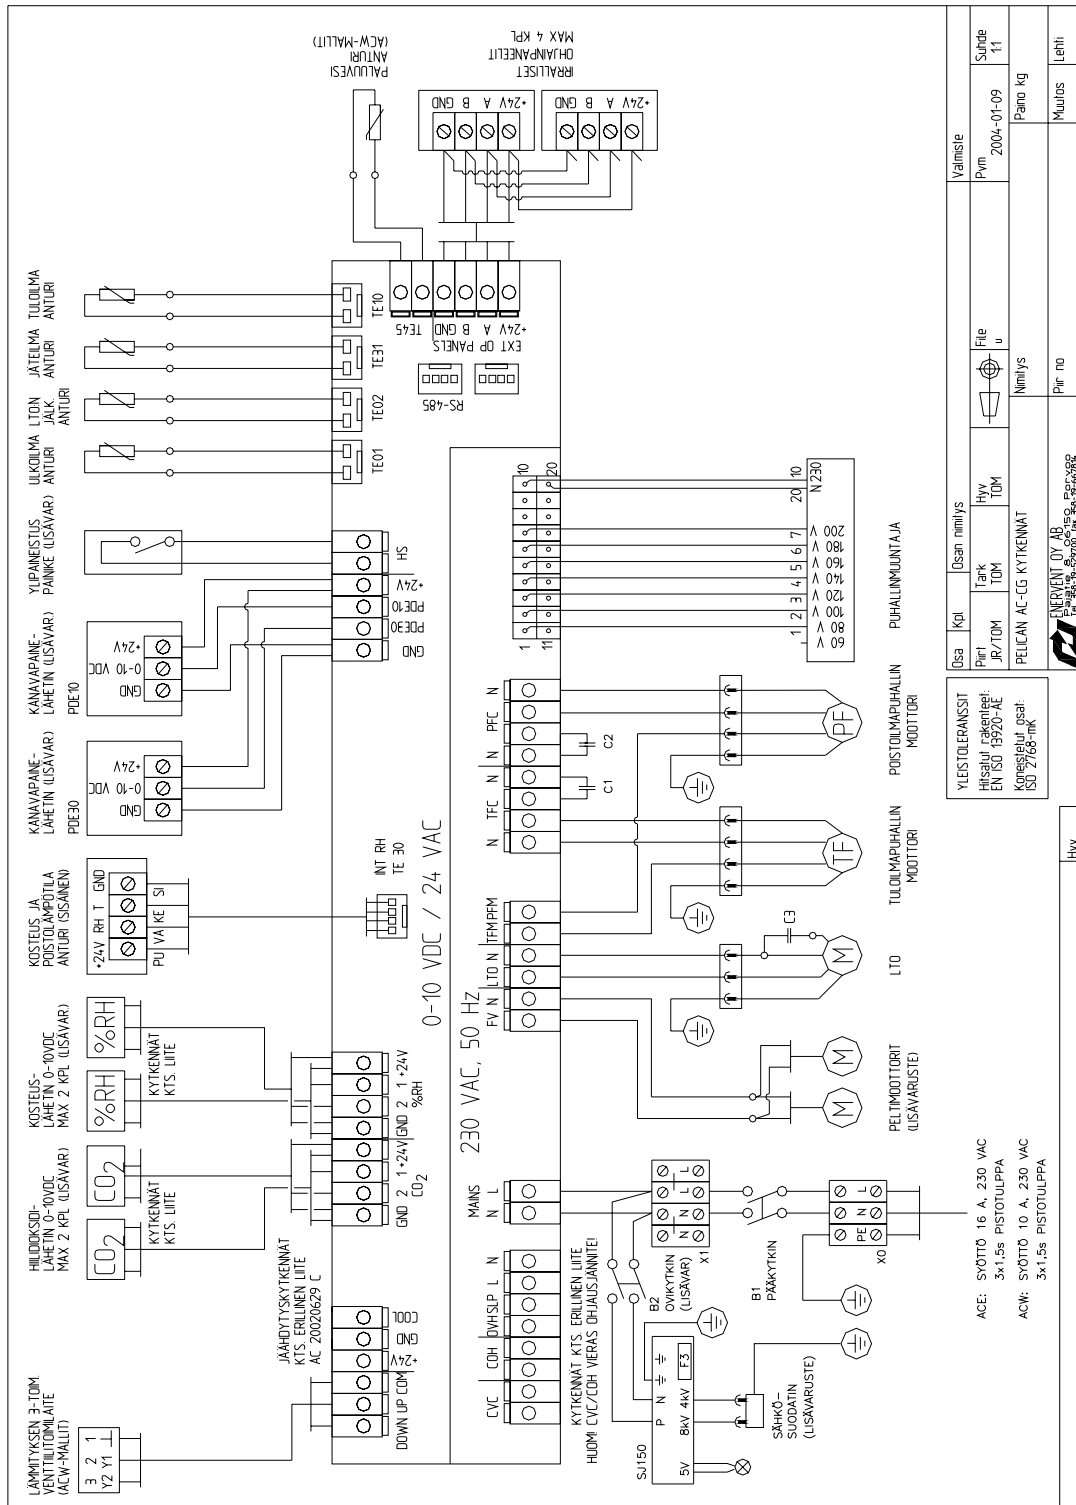 LÄMMITYKSEN 3-TOIM.
VENTTIILITOIMILAITE
(ACW-MALLIT)
3 2 1
Y2 Y1 ⊥
HIILIDIOKSIDI-
LÄHETIN 0-10VDC
MAX 2 KPL (LISÄVAR.)
CO2
CO2
KYTKENNÄT
KTS. LIITE
KOSTEUS-
LÄHETIN 0-10VDC
MAX 2 KPL (LISÄVAR.)
%RH
%RH
KYTKENNÄT
KTS. LIITE
KOSTEUS JA
POISTOLÄMPÖTILA
ANTURI (SISÄINEN)
+24V RH T GND
PU VA KE SI
KANAVAPAINE-
LÄHETIN (LISÄVAR.)
PDE30
GND
0-10 VDC
+24V
KANAVAPAINE-
LÄHETIN (LISÄVAR.)
PDE10
GND
0-10 VDC
+24V
YLIPAINEISTUS
PAINIKE (LISÄVAR.)
ULKOILMA
ANTURI
LTO:N
JÄLK.
ANTURI
JÄTEILMA
ANTURI
TULOILMA
ANTURI
PALUUVESI
ANTURI
(ACW-MALLIT)
IRRALLISET
OHJAINPANEELIT
MAX 4 KPL
GND B A +24V
GND B A +24V
JÄÄHDYTYSKYTKENNÄT
KTS. ERILLINEN LIITE
AC 20020629 C
DOWN UP COM
+24V
GND
COOL
GND 2 1 +24V
CO2
GND 2 1 +24V
%RH
INT RH
TE 30
GND
PDE30
PDE10
+24V
HS
TE01
TE02
TE31
TE10
TE45
GND B A +24V
EXT OP PANELS
RS-485
0-10 VDC / 24 VAC
230 VAC, 50 HZ
CVC
COH
OVHSLP L N
MAINS
N L
FV N
LTO N
TFM PFM
N TFC N
N PFC N
1 10
11 20
KYTKENNÄT KTS. ERILLINEN LIITE
HUOM! CVC/COH VIERAS OHJAUSJÄNNITE!
C1
C2
C3
SJ150
P N
F3
5V 8kV 4kV
SÄHKÖ-
SUODATIN
(LISÄVARUSTE)
B2
OVIKYTKIN
(LISÄVAR.)
N N L L
X1
B1
PÄÄKYTKIN
PE N L
X0
ACE: SYÖTTÖ 16 A, 230 VAC
3x1,5s PISTOTULPPA
ACW: SYÖTTÖ 10 A, 230 VAC
3x1,5s PISTOTULPPA
M
M
PELTIMOOTTORIT
(LISÄVARUSTE)
M
LTO
TF
TULOILMAPUHALLIN
MOOTTORI
PF
POISTOILMAPUHALLIN
MOOTTORI
1 2 3 4 5 6 7 20 10
60 V
80 V
100 V
120 V
140 V
160 V
180 V
200 V
N 230
PUHALLINMUUNTAJA
YLEISTOLERANSSIT
Hitsatut rakenteet:
EN ISO 13920-AE
Koneistetut osat:
ISO 2768-mK
Osa
Kpl
Osan nimitys
Valmiste
Piirt
JR/TOM
Tark
TOM
Hyv
TOM
File
u
Pvm
2004-01-09
Suhde
1:1
PELICAN AC-CG KYTKENNÄT
Nimitys
Paino kg
ENERVENT OY AB
Piir no
Muutos
Lehti
Hyv